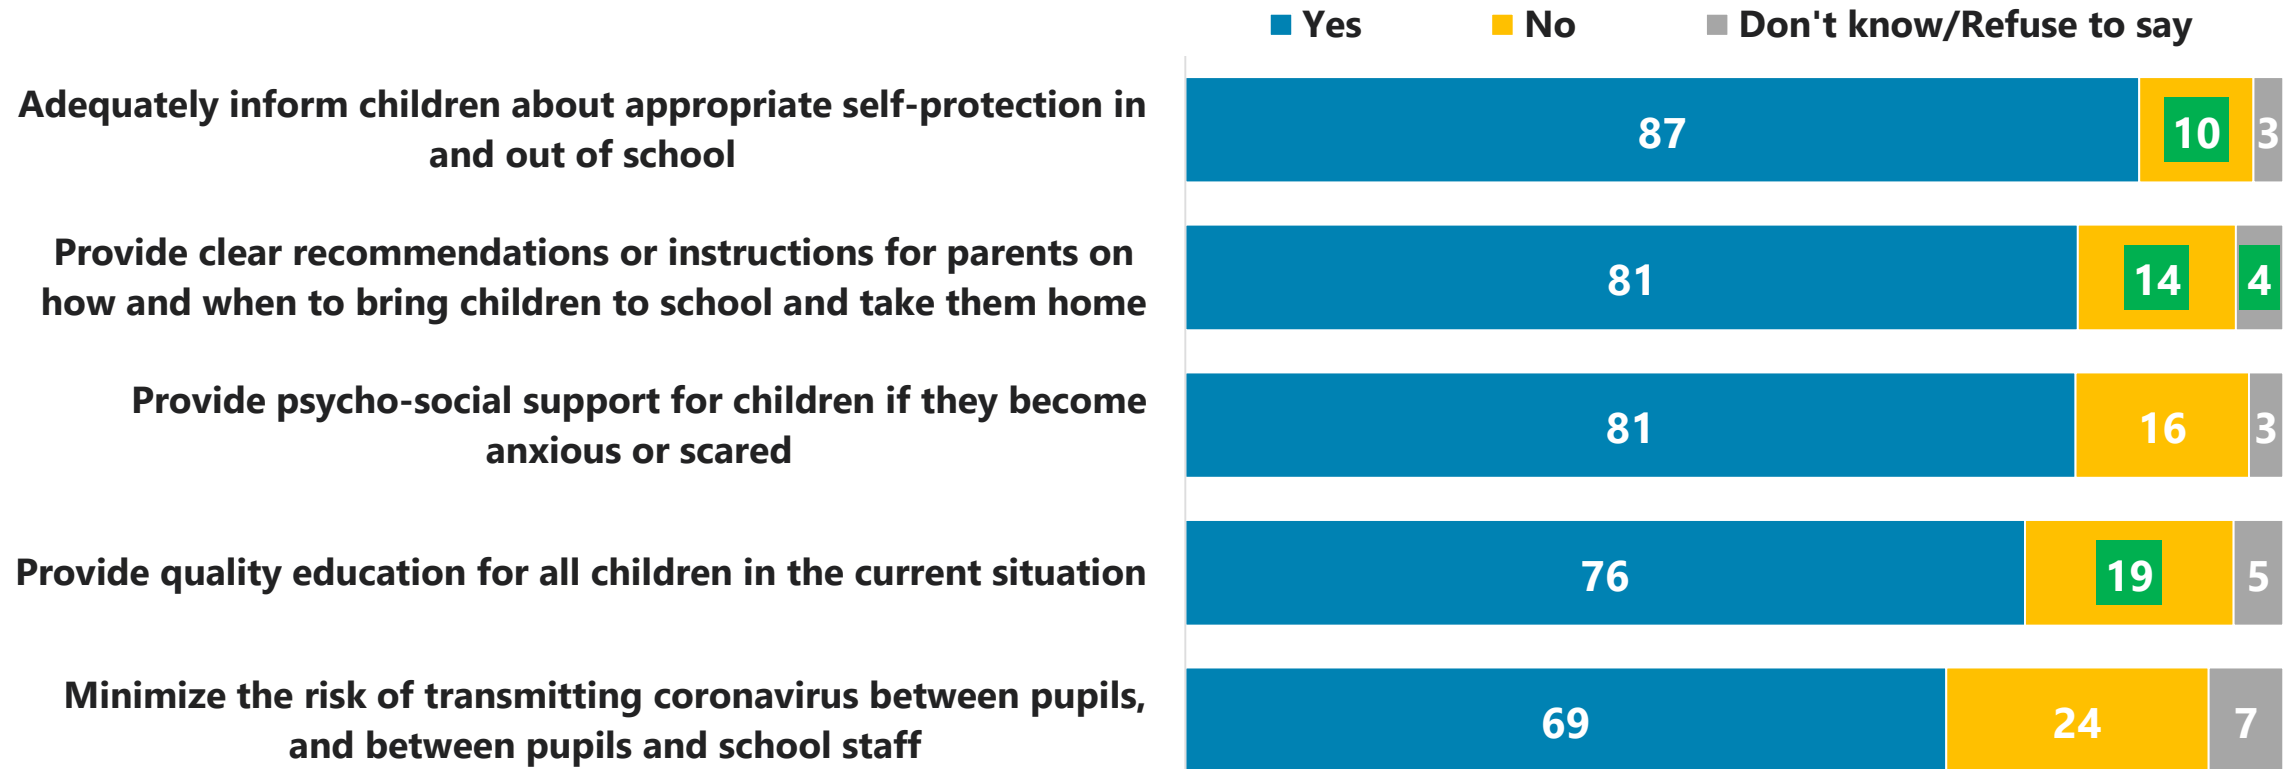 Yes No Don't know/Refuse to say
Adequately inform children about appropriate self-protection in
and out of school
87 10 3
Provide clear recommendations or instructions for parents on
how and when to bring children to school and take them home
81 14 4
Provide psycho-social support for children if they become
anxious or scared
81 16 3
Provide quality education for all children in the current situation
76 19 5
Minimize the risk of transmitting coronavirus between pupils,
and between pupils and school staff
69 24 7